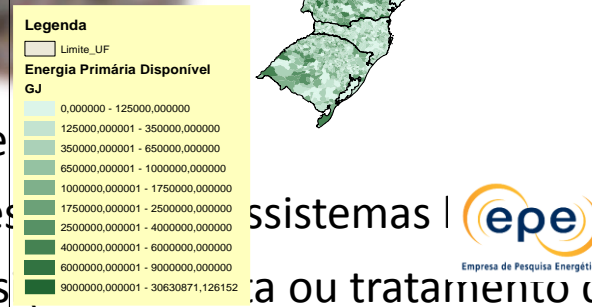 Legenda
Limite_UF
Energia Primária Disponível
GJ
0,000000 - 125000,000000
125000,000001 - 350000,000000
350000,000001 - 650000,000000
650000,000001 - 1000000,000000
1000000,000001 - 1750000,000000
1750000,000001 - 2500000,000000
2500000,000001 - 4000000,000000
4000000,000001 - 6000000,000000
6000000,000001 - 9000000,000000
9000000,000001 - 30630871,126152
e
ssistemas
epe
Empresa de Pesquisa Energéti
ta ou tratamento